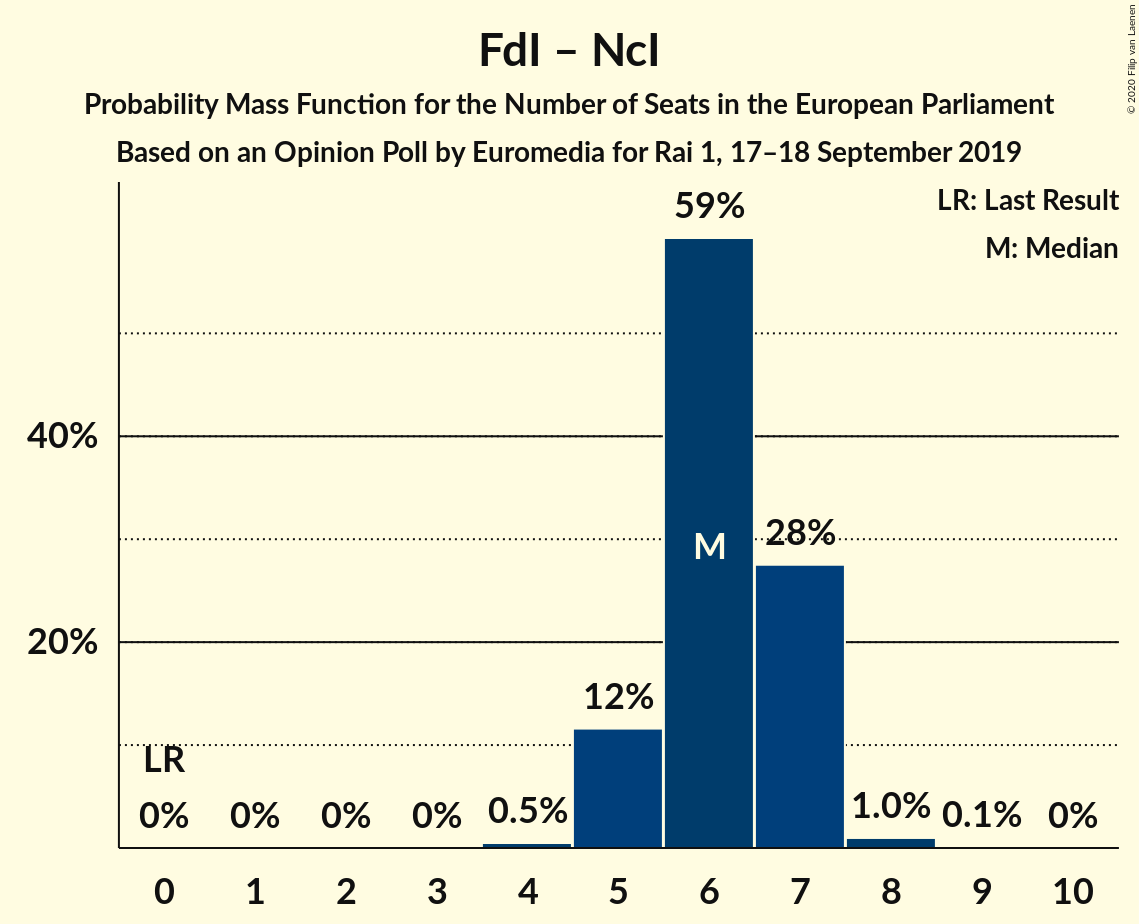 FdI – NcI
Probability Mass Function for the Number of Seats in the European Parliament
Based on an Opinion Poll by Euromedia for Rai 1, 17–18 September 2019
© 2020 Filip van Laenen
LR: Last Result
M: Median
59%
40%
28%
M
20%
12%
LR
0% 0% 0% 0% 0.5% 1.0% 0.1% 0%
0 1 2 3 4 5 6 7 8 9 10